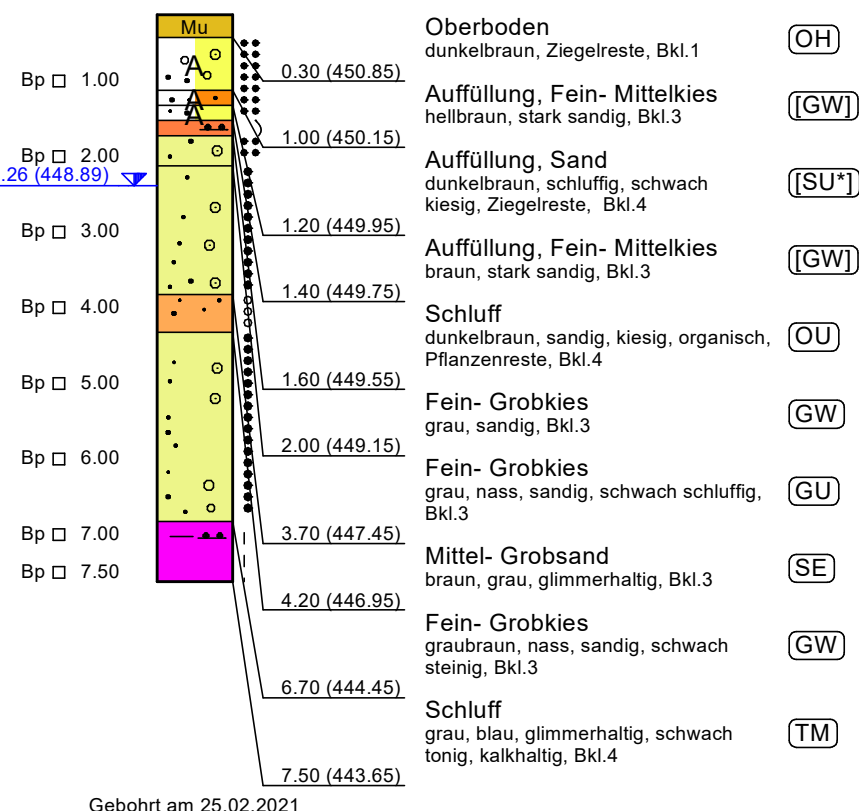 Mu
A
A
A
Bp 1.00
Bp 2.00
.26 (448.89)
Bp 3.00
Bp 4.00
Bp 5.00
Bp 6.00
Bp 7.00
Bp 7.50
0.30 (450.85)
1.00 (450.15)
1.20 (449.95)
1.40 (449.75)
1.60 (449.55)
2.00 (449.15)
3.70 (447.45)
4.20 (446.95)
6.70 (444.45)
7.50 (443.65)
Oberboden
dunkelbraun, Ziegelreste, Bkl.1
OH
Auffüllung, Fein- Mittelkies
hellbraun, stark sandig, Bkl.3
[GW]
Auffüllung, Sand
dunkelbraun, schluffig, schwach
kiesig, Ziegelreste, Bkl.4
[SU*]
Auffüllung, Fein- Mittelkies
braun, stark sandig, Bkl.3
[GW]
Schluff
dunkelbraun, sandig, kiesig, organisch,
Pflanzenreste, Bkl.4
OU
Fein- Grobkies
grau, sandig, Bkl.3
GW
Fein- Grobkies
grau, nass, sandig, schwach schluffig,
Bkl.3
GU
Mittel- Grobsand
braun, grau, glimmerhaltig, Bkl.3
SE
Fein- Grobkies
graubraun, nass, sandig, schwach
steinig, Bkl.3
GW
Schluff
grau, blau, glimmerhaltig, schwach
tonig, kalkhaltig, Bkl.4
TM
Gebohrt am 25.02.2021